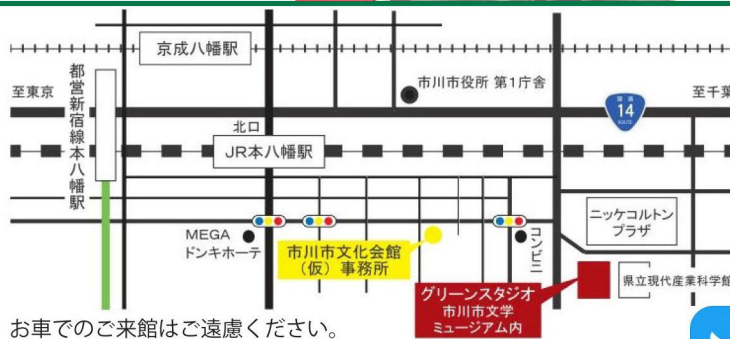 京成八幡駅
市川市役所 第1庁舎
至東京
都営新宿線本八幡駅
国道
14
ROUTE
至千葉
北口
JR本八幡駅
MEGA
ドンキホーテ
市川市文化会館
(仮)事務所
コンビニ
ニッケコルトン
プラザ
グリーンスタジオ
市川市文学
ミュージアム内
県立現代産業科学館
お車でのご来館はご遠慮ください。